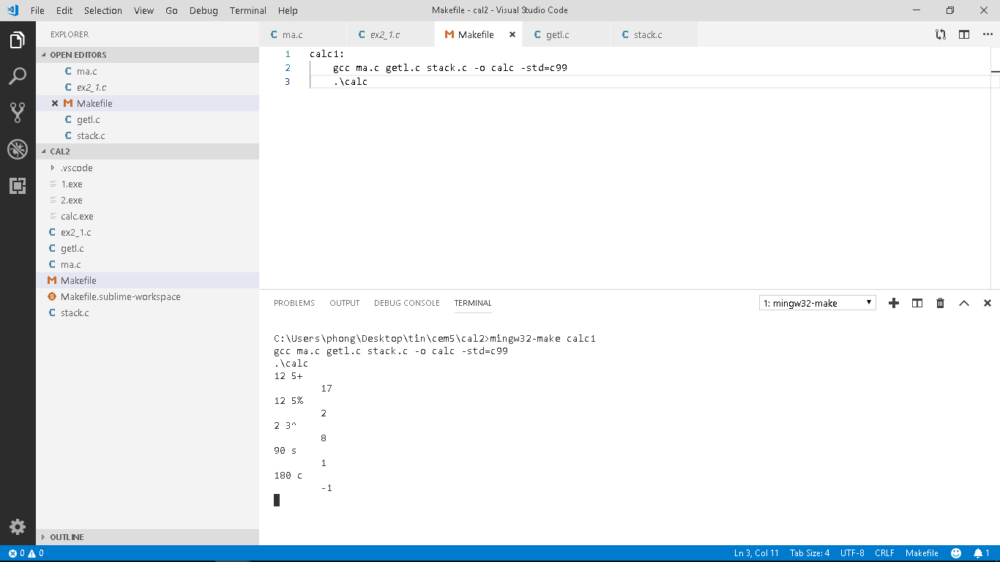 File Edit Selection View Go Debug Terminal Help
Makefile - cal2 - Visual Studio Code
EXPLORER
OPEN EDITORS
C ma.c
C ex2_1.c
M Makefile
C getl.c
C stack.c
CAL2
.vscode
1.exe
2.exe
calc.exe
C ex2_1.c
C getl.c
C ma.c
M Makefile
S Makefile.sublime-workspace
C stack.c
OUTLINE
C ma.c
C ex2_1.c
M Makefile
C getl.c
C stack.c
1 calc1:
2 gcc ma.c getl.c stack.c -o calc -std=c99
3 .\calc
PROBLEMS OUTPUT DEBUG CONSOLE TERMINAL
1: mingw32-make
C:\Users\phong\Desktop\tin\cem5\cal2>mingw32-make calc1
gcc ma.c getl.c stack.c -o calc -std=c99
.\calc
12 5+
17
12 5%
2
2 3^
8
90 s
1
180 c
-1
0 0
Ln 3, Col 11 Tab Size: 4 UTF-8 CRLF Makefile 1